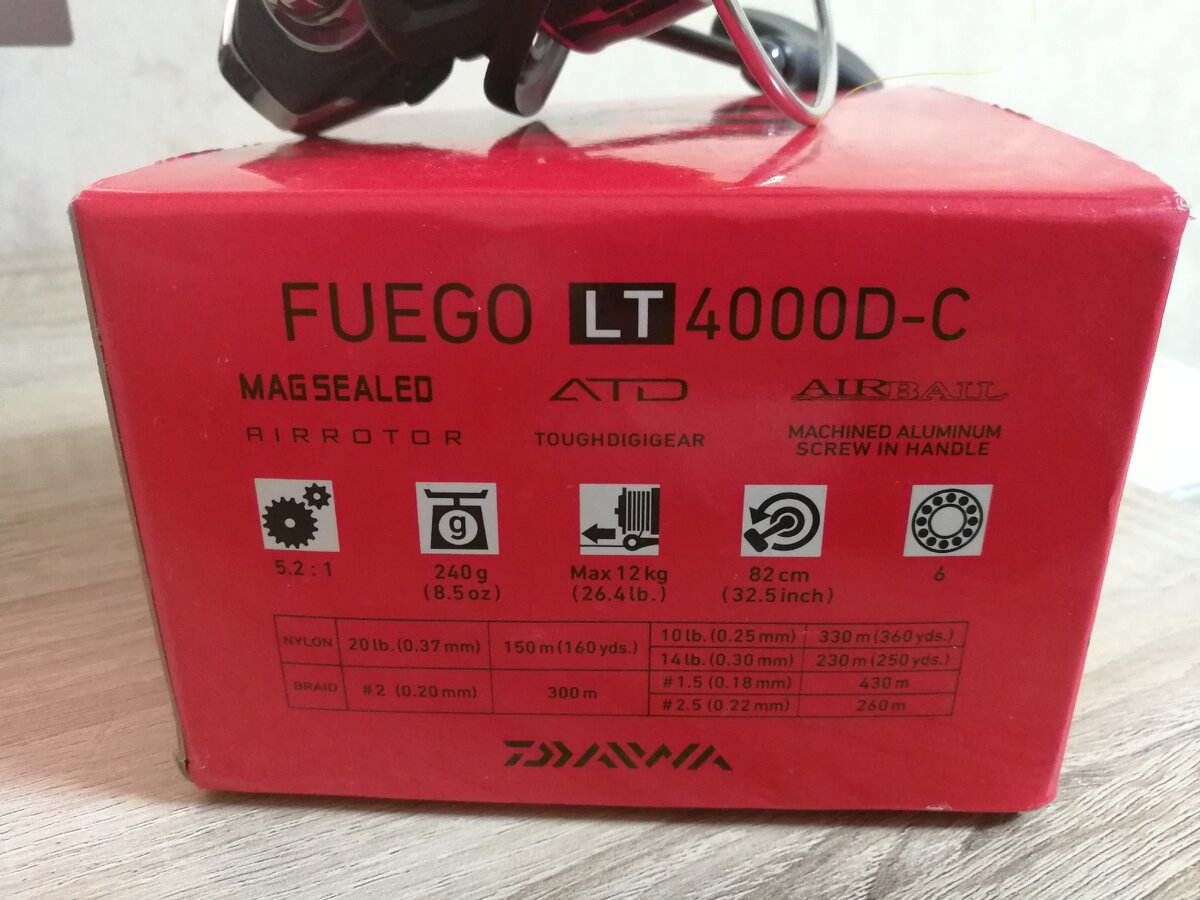 FUEGO LT 4000D-C
MAGSEALED ATD AIRBAIL
AIRROTOR TOUGHDIGIGEAR MACHINED ALUMINUM
SCREW IN HANDLE
g
5.2 : 1 240 g Max 12 kg 82 cm 6
(8.5 oz) (26.4 lb.) (32.5 inch)
NYLON 20 lb. (0.37 mm) 150 m (160 yds.) 10 lb. (0.25 mm) 330 m (360 yds.)
14 lb. (0.30 mm) 230 m (250 yds.)
BRAID #2 (0.20 mm) 300 m #1.5 (0.18 mm) 430 m
#2.5 (0.22 mm) 260 m
DAIWA